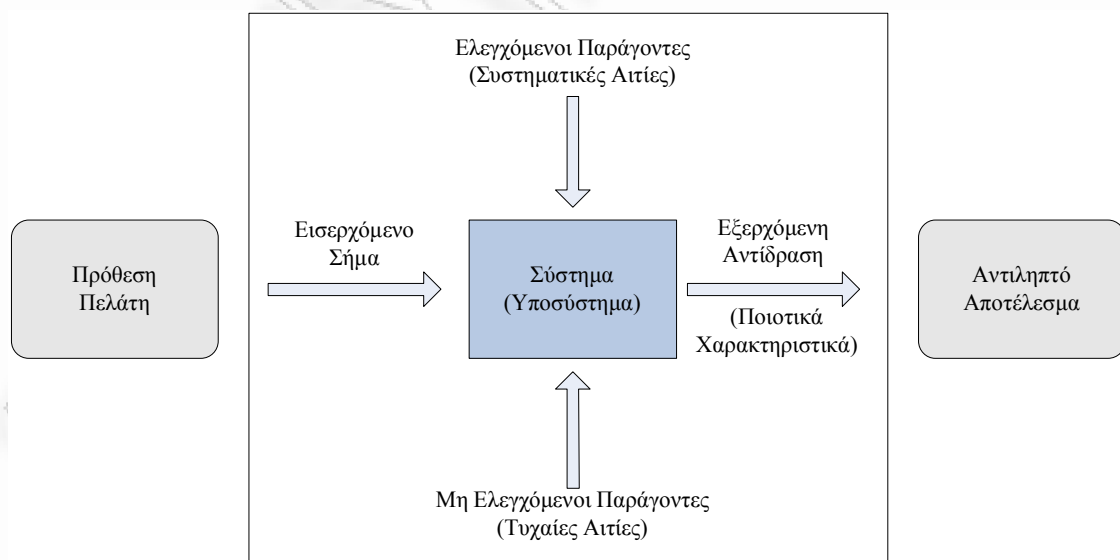 Ελεγχόμενοι Παράγοντες
(Συστηματικές Αιτίες)
Πρόθεση
Πελάτη
Εισερχόμενο
Σήμα
Σύστημα
(Υποσύστημα)
Εξερχόμενη
Αντίδραση
(Ποιοτικά
Χαρακτηριστικά)
Αντιληπτό
Αποτέλεσμα
Μη Ελεγχόμενοι Παράγοντες
(Τυχαίες Αιτίες)